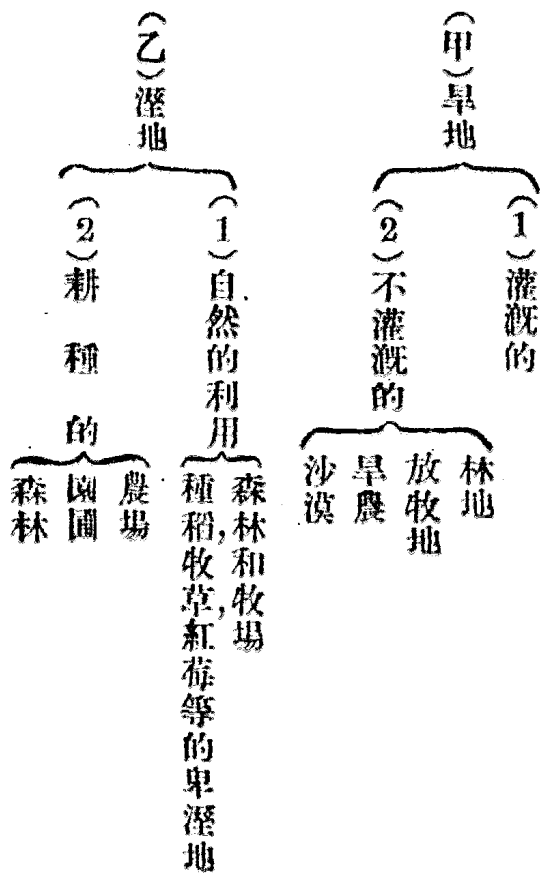 (甲)旱地
(1)灌溉的
(2)不灌溉的
林地
放牧地
旱農
沙漠
(乙)溼地
(1)自然的利用
森林和牧場
種稻,牧草,紅莓等的卑溼地
(2)耕種的
農場
園圃
森林